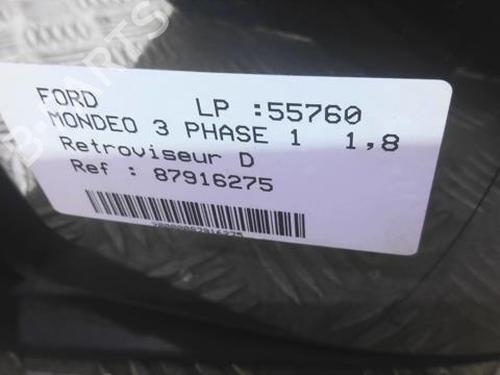 FORD LP :55760
MONDEO 3 PHASE 1 1,8
Retroviseur D
Ref : 87916275